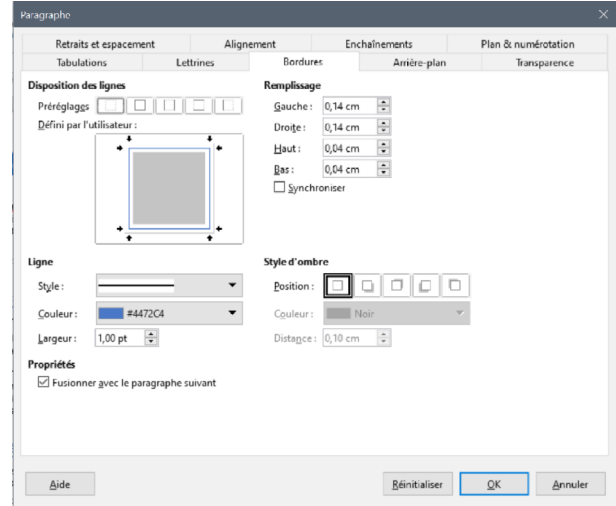 Paragraphe
Retraits et espacement Alignement Enchaînements Plan & numérotation
Tabulations Lettrines Bordures Arrière-plan Transparence
Disposition des lignes
Préréglages
Défini par l'utilisateur :
Remplissage
Gauche : 0,14 cm
Droite : 0,14 cm
Haut : 0,04 cm
Bas : 0,04 cm
Synchroniser
Ligne
Style :
Couleur : #4472C4
Largeur : 1,00 pt
Style d'ombre
Position :
Couleur : Noir
Distance : 0,10 cm
Propriétés
Fusionner avec le paragraphe suivant
Aide Réinitialiser OK Annuler